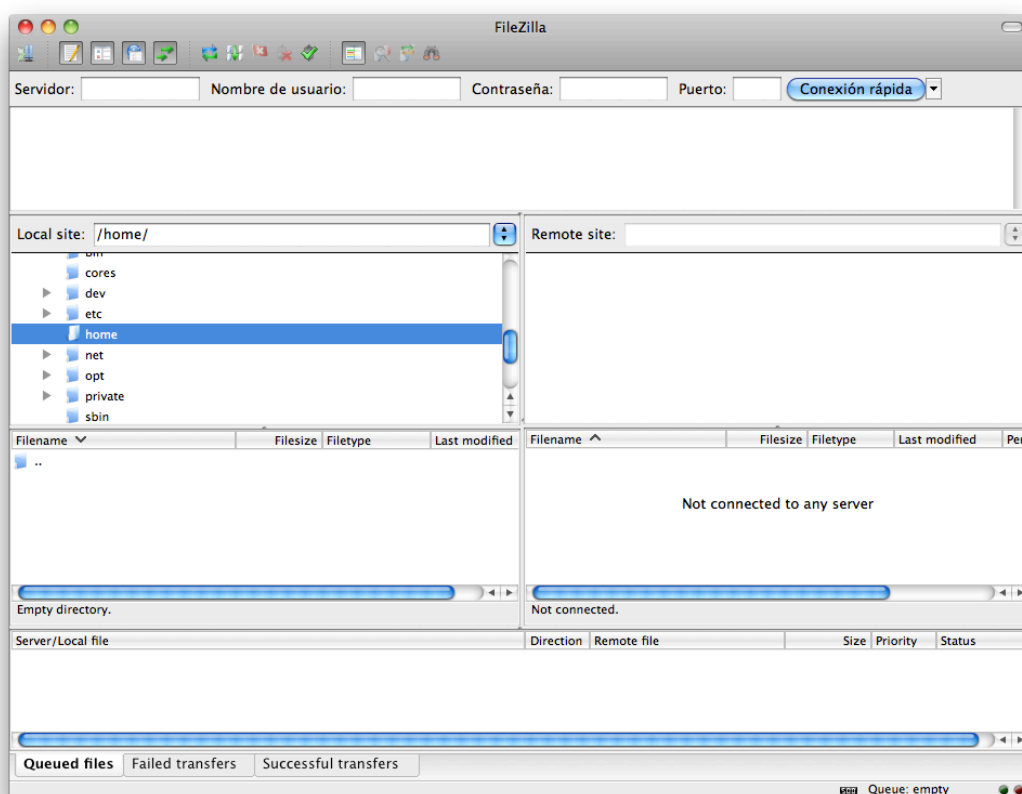 FileZilla
Servidor: Nombre de usuario: Contraseña: Puerto: Conexión rápida
Local site: /home/
Remote site:
bin
cores
dev
etc
home
net
opt
private
sbin
Filename Filesize Filetype Last modified
..
Empty directory.
Filename Filesize Filetype Last modified Per
Not connected to any server
Not connected.
Server/Local file Direction Remote file Size Priority Status
Queued files Failed transfers Successful transfers
Queue: empty